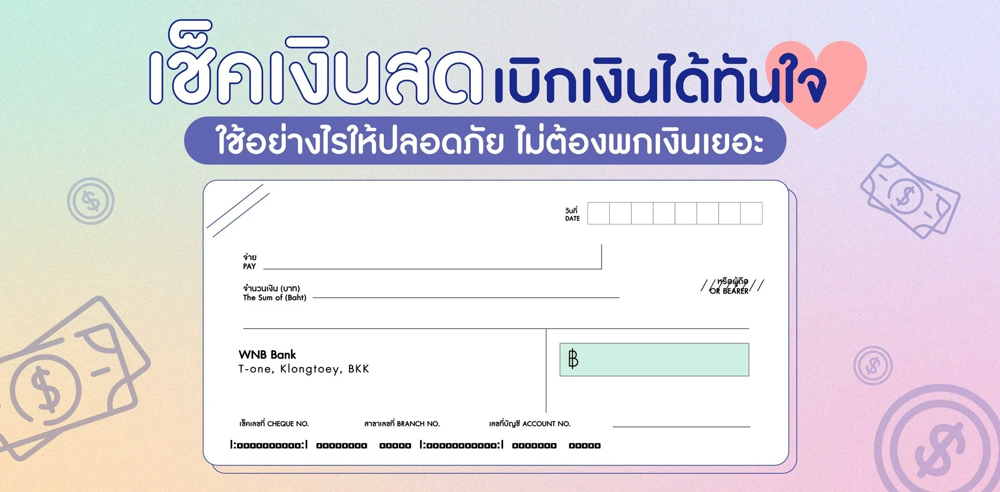 เช็คเงินสด เบิกเงินได้ทันใจ
ใช้อย่างไรให้ปลอดภัย ไม่ต้องพกเงินเยอะ
วันที่
DATE
จ่าย
PAY
หรือผู้ถือ
OR BEARER
จำนวนเงิน (บาท)
The Sum of (Baht)
WNB Bank
฿
T-one, Klongtoey, BKK
เช็คเลขที่ CHEQUE NO. สาขาเลขที่ BRANCH NO. เลขที่บัญชี ACCOUNT NO.
|:0000000000:| 00000000 00000 |:00000000000:| 0000000 00000